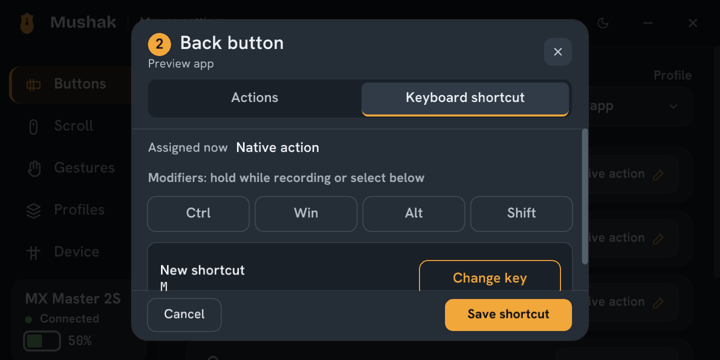 Mushak
2 Back button
Preview app
Actions
Keyboard shortcut
Assigned now Native action
Modifiers: hold while recording or select below
Ctrl
Win
Alt
Shift
New shortcut
M
Change key
Cancel
Save shortcut
Buttons
Scroll
Gestures
Profiles
Device
MX Master 2S
Connected
50%
Profile
app
ive action
ive action
ive action